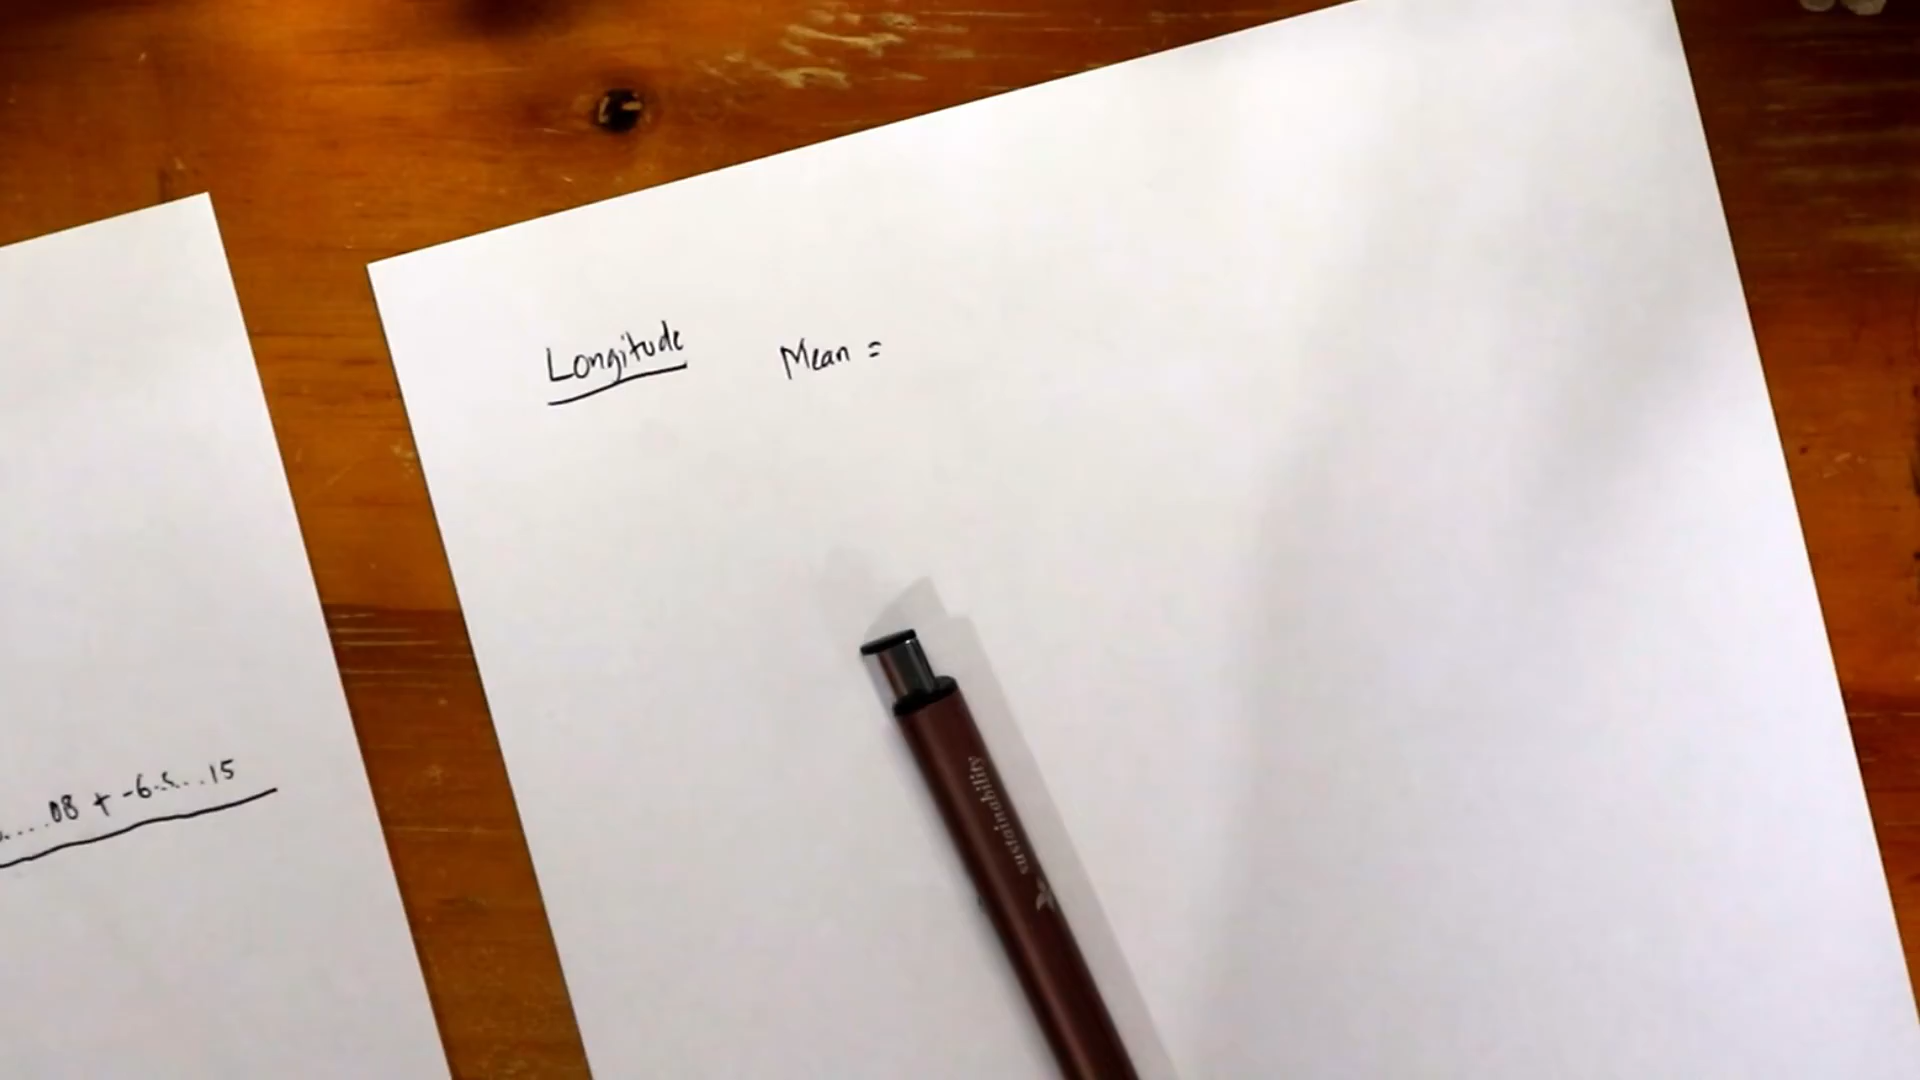 Longitude Mean =
....08 + -6.5...15
sustainability